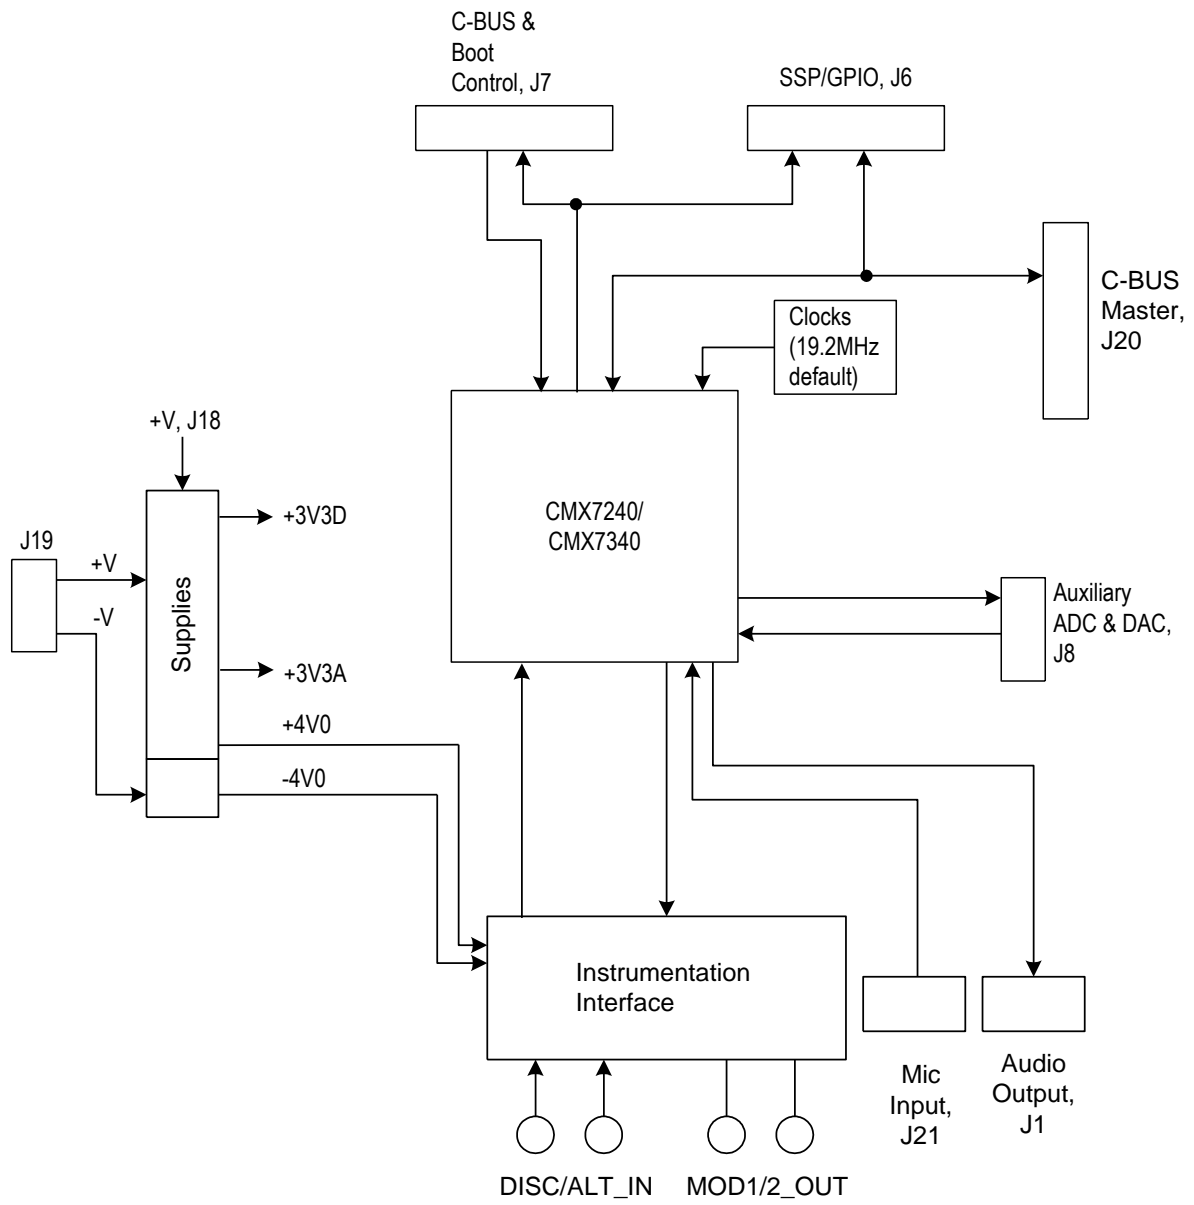 C-BUS &
Boot
Control, J7
SSP/GPIO, J6
C-BUS
Master,
J20
Clocks
(19.2MHz
default)
+V, J18
CMX7240/
CMX7340
+3V3D
J19
+V
-V
Supplies
Auxiliary
ADC & DAC,
J8
+3V3A
+4V0
-4V0
Instrumentation
Interface
Mic
Input,
J21
Audio
Output,
J1
DISC/ALT_IN
MOD1/2_OUT